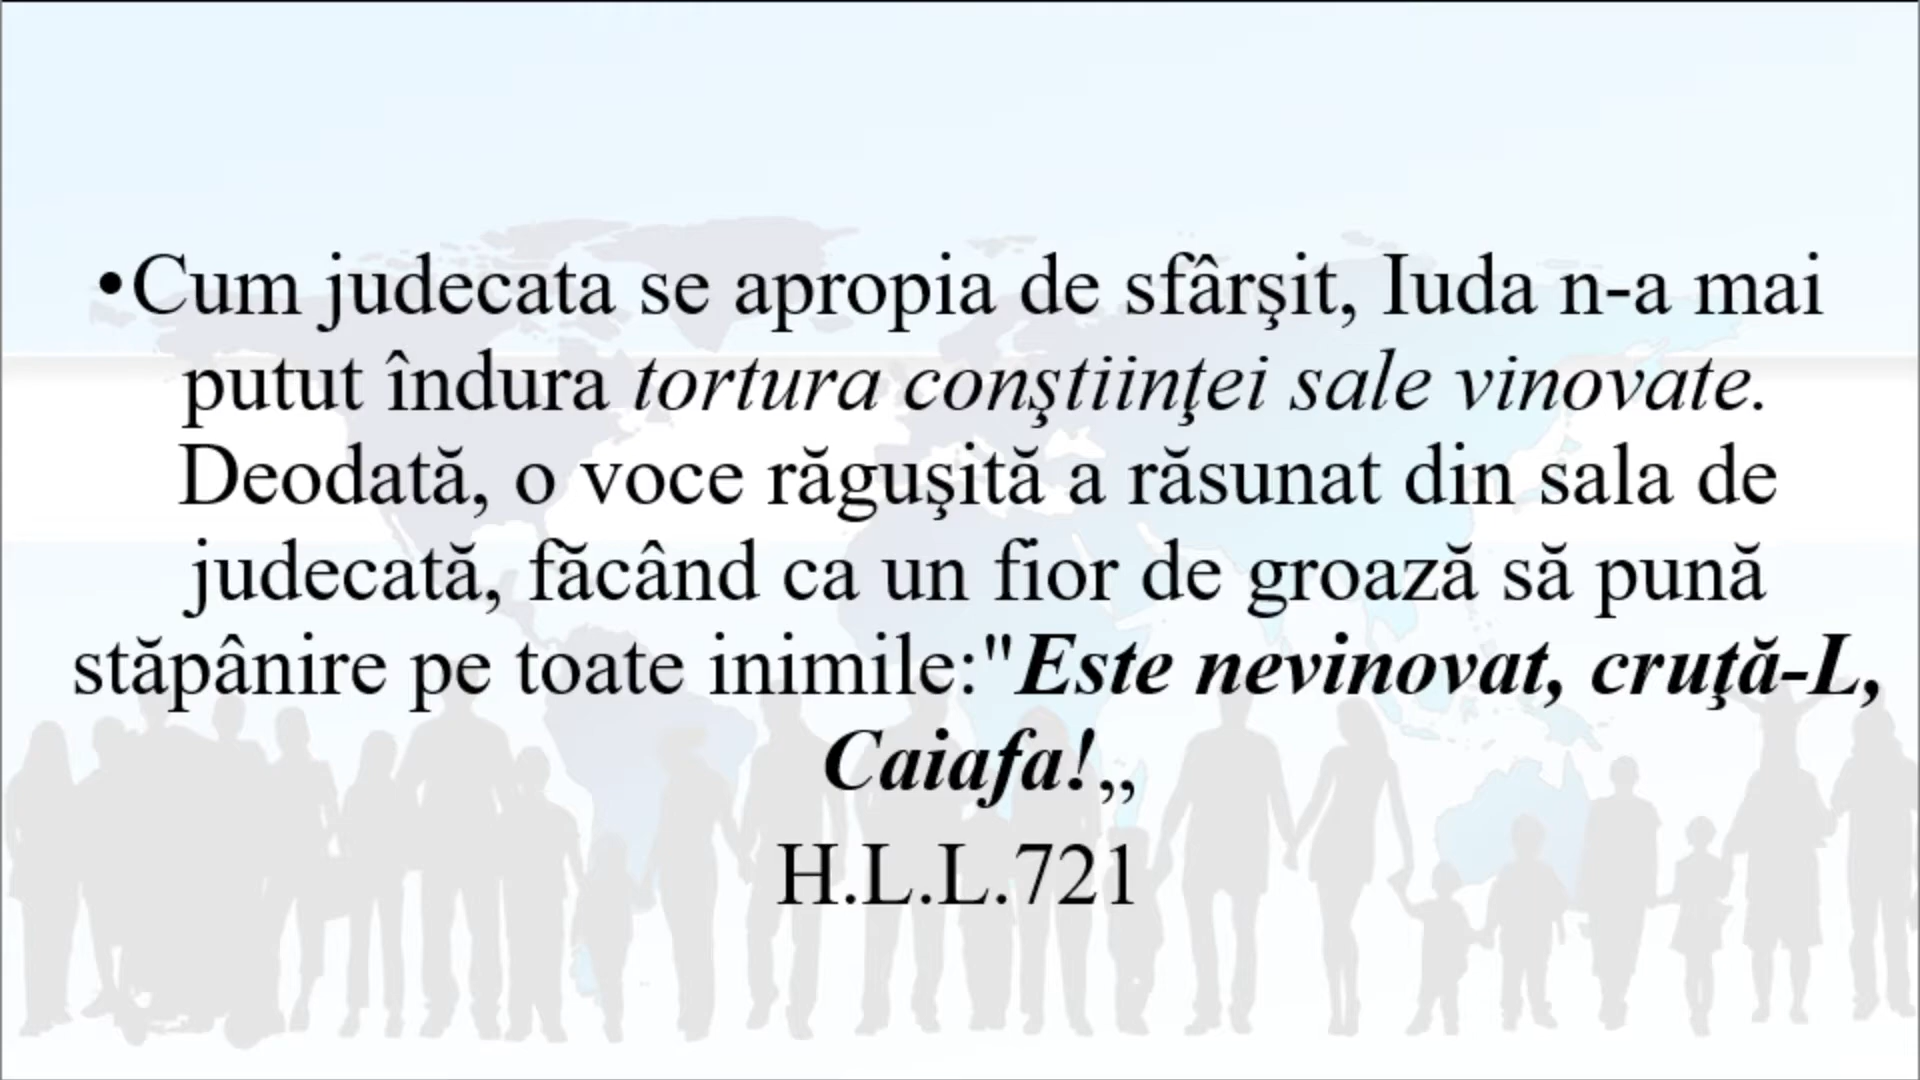 •Cum judecata se apropia de sfârşit, Iuda n-a mai
putut îndura tortura conştiinţei sale vinovate.
Deodată, o voce răguşită a răsunat din sala de
judecată, făcând ca un fior de groază să pună
stăpânire pe toate inimile:"Este nevinovat, cruţă-L,
Caiafa!„
H.L.L.721